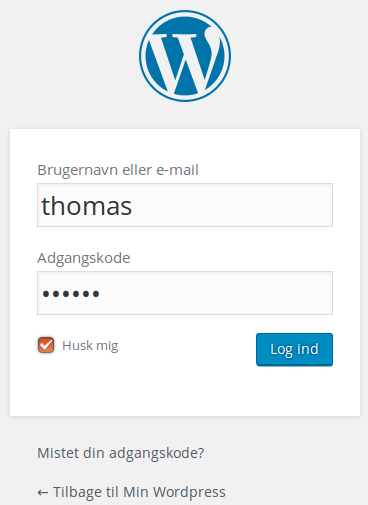 Brugernavn eller e-mail
thomas
Adgangskode
••••••
Husk mig
Log ind
Mistet din adgangskode?
← Tilbage til Min Wordpress